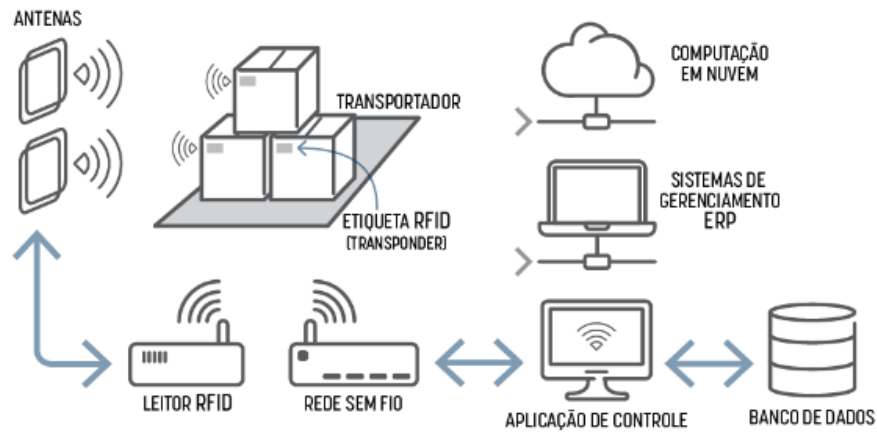 ANTENAS
TRANSPORTADOR
ETIQUETA RFID
(TRANSPONDER)
COMPUTAÇÃO
EM NUVEM
SISTEMAS DE
GERENCIAMENTO
ERP
LEITOR RFID
REDE SEM FIO
APLICAÇÃO DE CONTROLE
BANCO DE DADOS